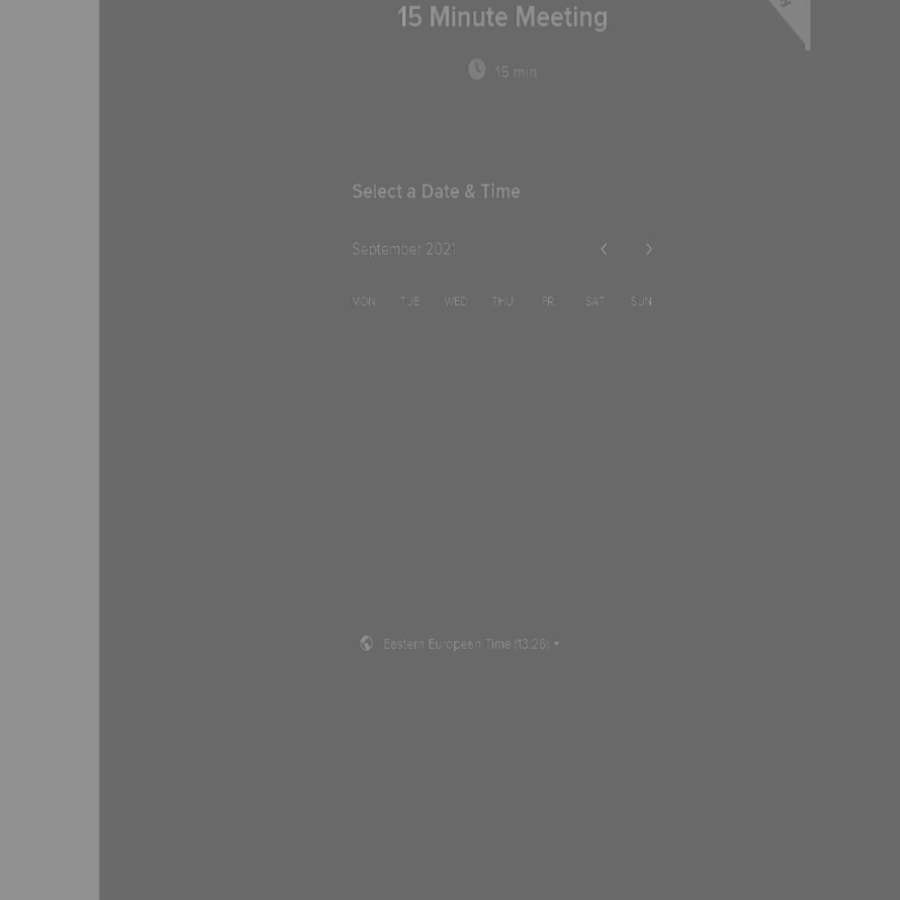 15 Minute Meeting
15 min
Select a Date & Time
September 2021
MON TUE WED THU FRI SAT SUN
Eastern European Time (13:26)